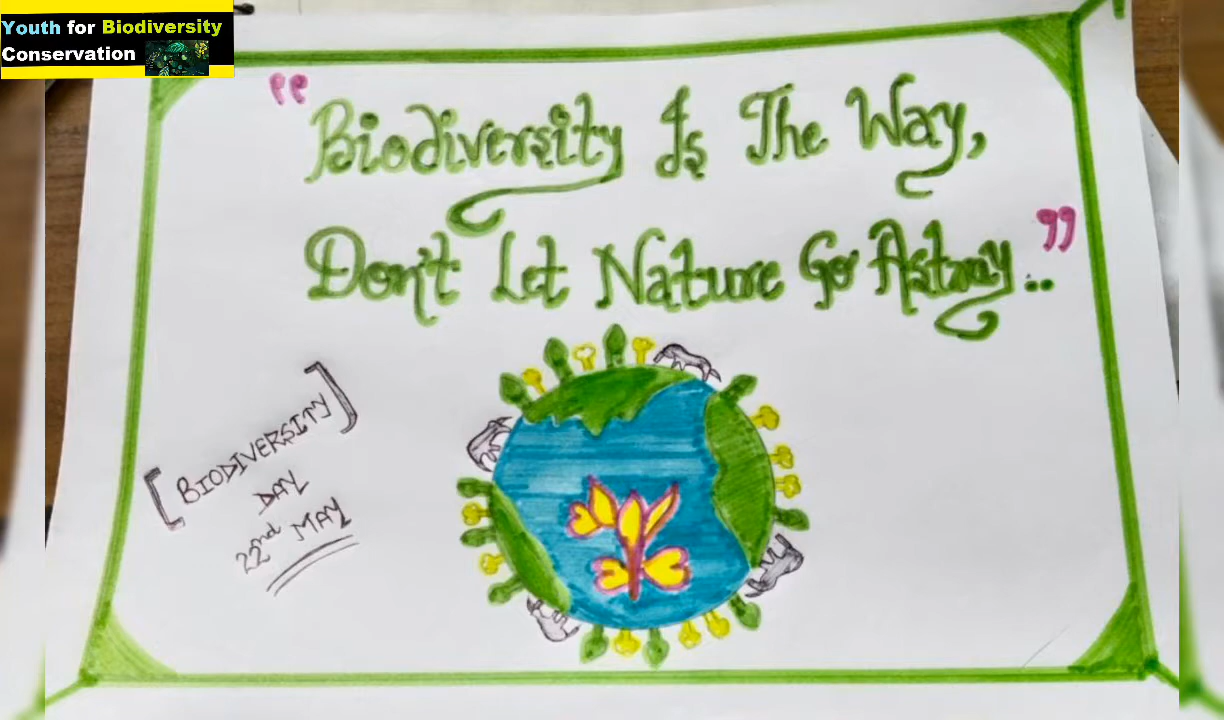 Youth for Biodiversity
Conservation
"Biodiversity Is The Way,
Don't Let Nature Go Astray.."
[BIODIVERSITY]
DAY
22nd MAY